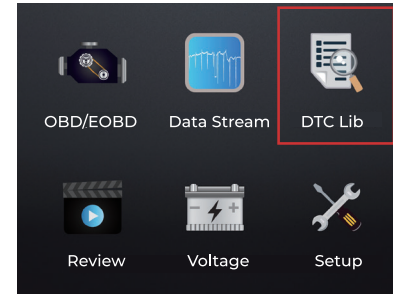 OBD/EOBD
Data Stream
DTC Lib
Review
Voltage
Setup